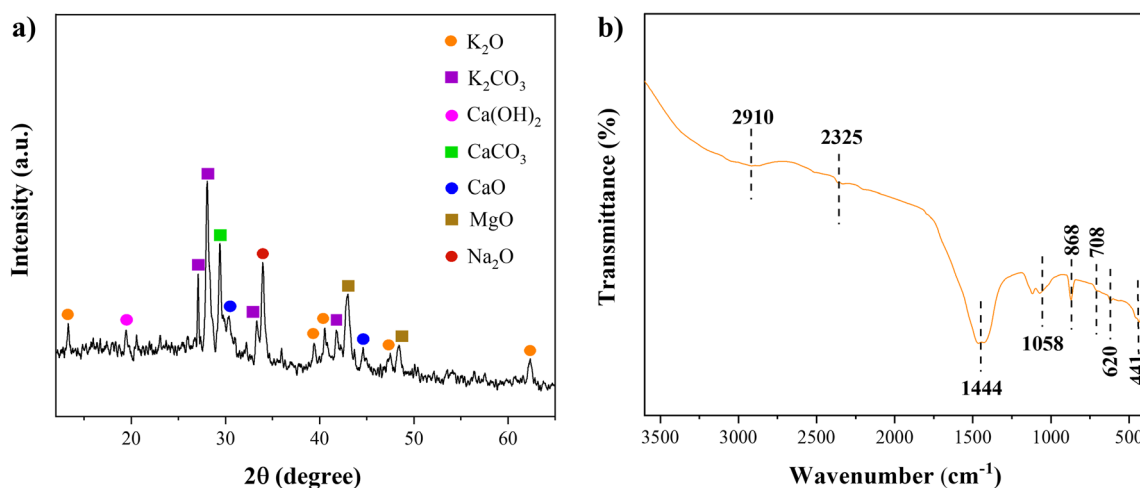 a)
Intensity (a.u.)
K₂O
K₂CO₃
Ca(OH)₂
CaCO₃
CaO
MgO
Na₂O
20 30 40 50 60
2θ (degree)
b)
Transmittance (%)
2910
2325
1444
1058
868
708
620
441
3500 3000 2500 2000 1500 1000 500
Wavenumber (cm⁻¹)